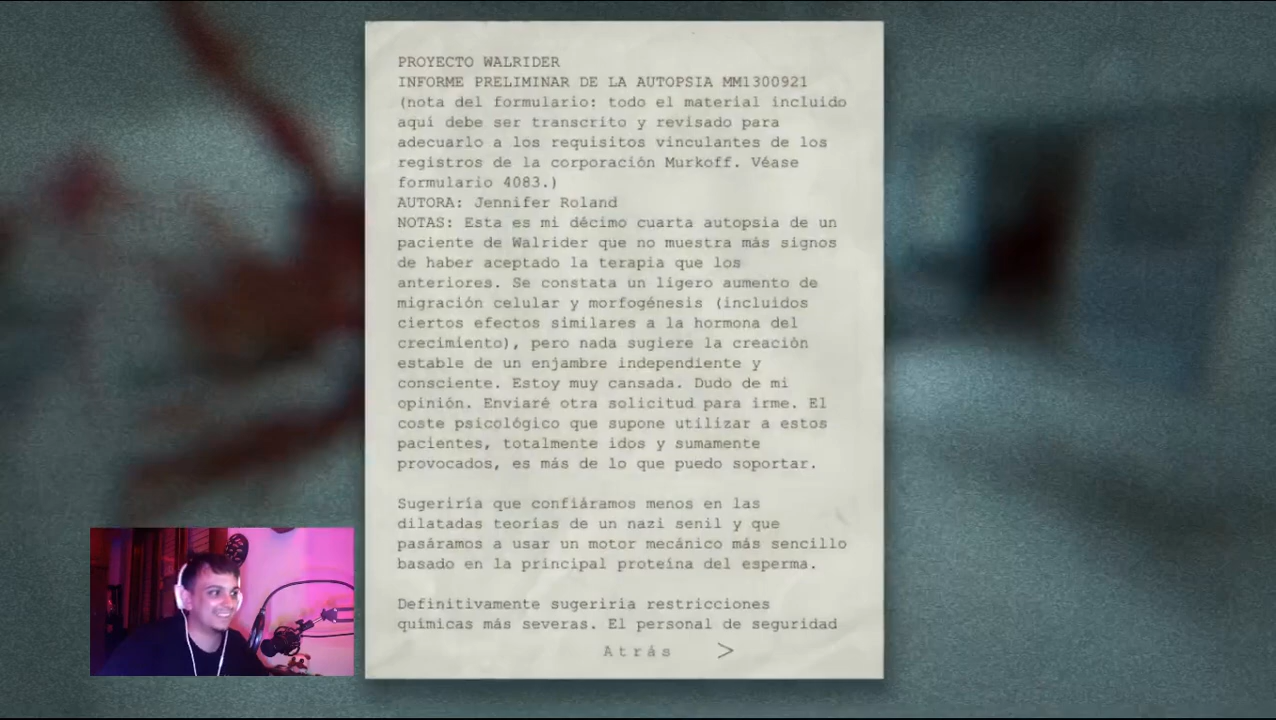 PROYECTO WALRIDER
INFORME PRELIMINAR DE LA AUTOPSIA MM1300921
(nota del formulario: todo el material incluido
aquí debe ser transcrito y revisado para
adecuarlo a los requisitos vinculantes de los
registros de la corporación Murkoff. Véase
formulario 4083.)
AUTORA: Jennifer Roland
NOTAS: Esta es mi décimo cuarta autopsia de un
paciente de Walrider que no muestra más signos
de haber aceptado la terapia que los
anteriores. Se constata un ligero aumento de
migración celular y morfogénesis (incluidos
ciertos efectos similares a la hormona del
crecimiento), pero nada sugiere la creación
estable de un enjambre independiente y
consciente. Estoy muy cansada. Dudo de mi
opinión. Enviaré otra solicitud para irme. El
coste psicológico que supone utilizar a estos
pacientes, totalmente idos y sumamente
provocados, es más de lo que puedo soportar.
Sugeriría que confiáramos menos en las
dilatadas teorías de un nazi senil y que
pasáramos a usar un motor mecánico más sencillo
basado en la principal proteína del esperma.
Definitivamente sugeriría restricciones
químicas más severas. El personal de seguridad
Atrás >